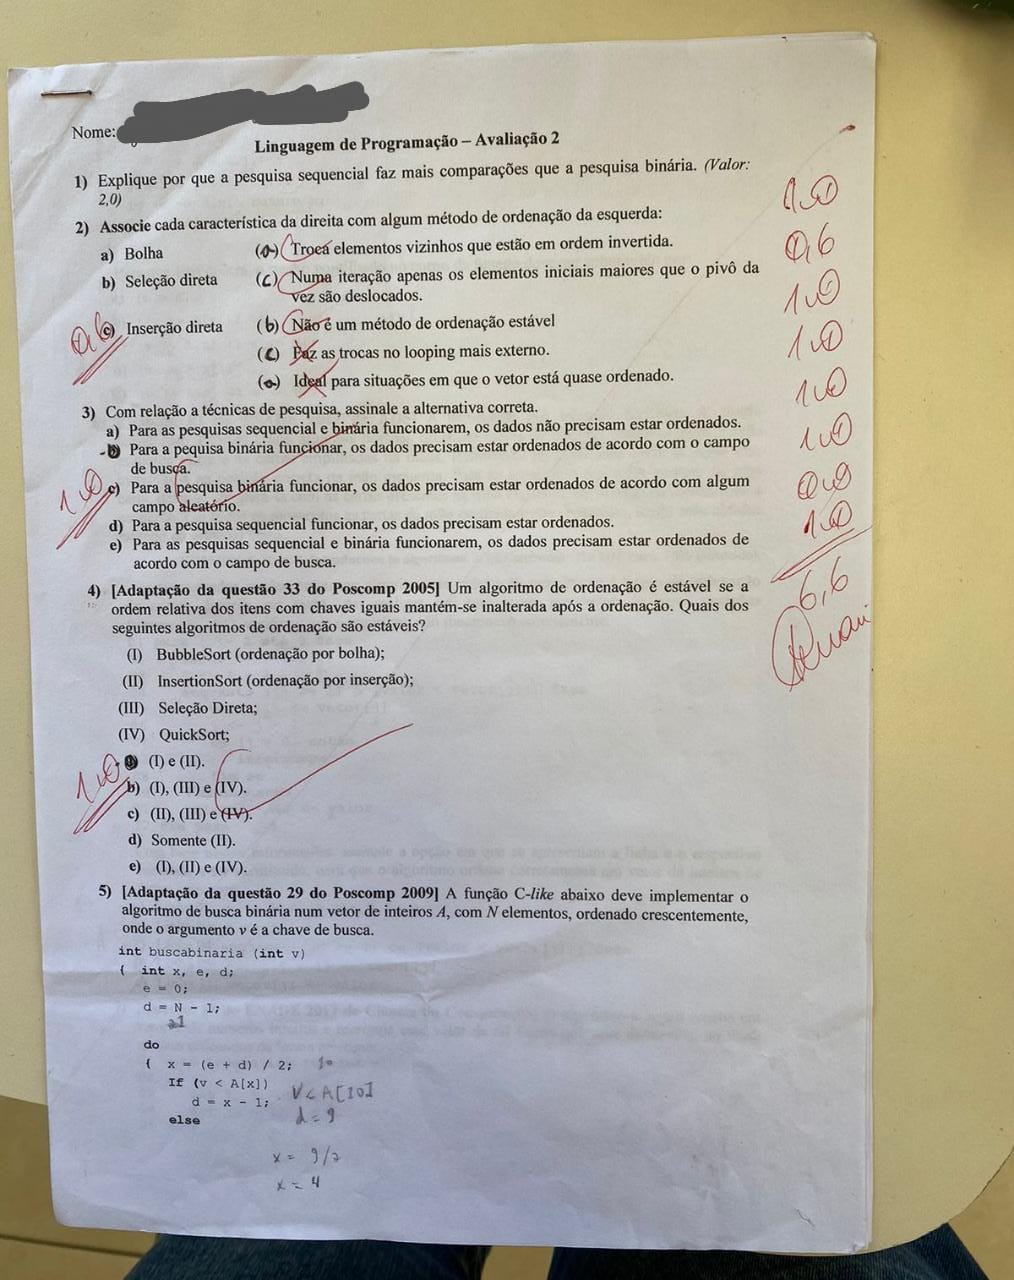 Nome:
Linguagem de Programação – Avaliação 2
1) Explique por que a pesquisa sequencial faz mais comparações que a pesquisa binária. (Valor:
2,0)
1,0
2) Associe cada característica da direita com algum método de ordenação da esquerda:
a) Bolha (a) Troca elementos vizinhos que estão em ordem invertida.
0,6
b) Seleção direta (c) Numa iteração apenas os elementos iniciais maiores que o pivô da
vez são deslocados.
1,0
0,6 c) Inserção direta (b) Não é um método de ordenação estável
(c) Faz as trocas no looping mais externo.
1,0
(a) Ideal para situações em que o vetor está quase ordenado.
1,0
3) Com relação a técnicas de pesquisa, assinale a alternativa correta.
a) Para as pesquisas sequencial e binária funcionarem, os dados não precisam estar ordenados.
1,0
b) Para a pequisa binária funcionar, os dados precisam estar ordenados de acordo com o campo
de busca.
1,0 c) Para a pesquisa binária funcionar, os dados precisam estar ordenados de acordo com algum
campo aleatório.
0,0
d) Para a pesquisa sequencial funcionar, os dados precisam estar ordenados.
1,0
e) Para as pesquisas sequencial e binária funcionarem, os dados precisam estar ordenados de
acordo com o campo de busca.
6,6
4) [Adaptação da questão 33 do Poscomp 2005] Um algoritmo de ordenação é estável se a
ordem relativa dos itens com chaves iguais mantém-se inalterada após a ordenação. Quais dos
seguintes algoritmos de ordenação são estáveis?
(I) BubbleSort (ordenação por bolha);
(II) InsertionSort (ordenação por inserção);
(III) Seleção Direta;
(IV) QuickSort;
1,0 a) (I) e (II).
b) (I), (III) e (IV).
c) (II), (III) e (IV).
d) Somente (II).
e) (I), (II) e (IV).
5) [Adaptação da questão 29 do Poscomp 2009] A função C-like abaixo deve implementar o
algoritmo de busca binária num vetor de inteiros A, com N elementos, ordenado crescentemente,
onde o argumento v é a chave de busca.
int buscabinaria (int v)
{ int x, e, d;
e = 0;
d = N - 1;
21
do
{ x = (e + d) / 2; 10
If (v < A[x]) V < A[10]
d = x - 1; d = 9
else
x = 9/2
x = 4